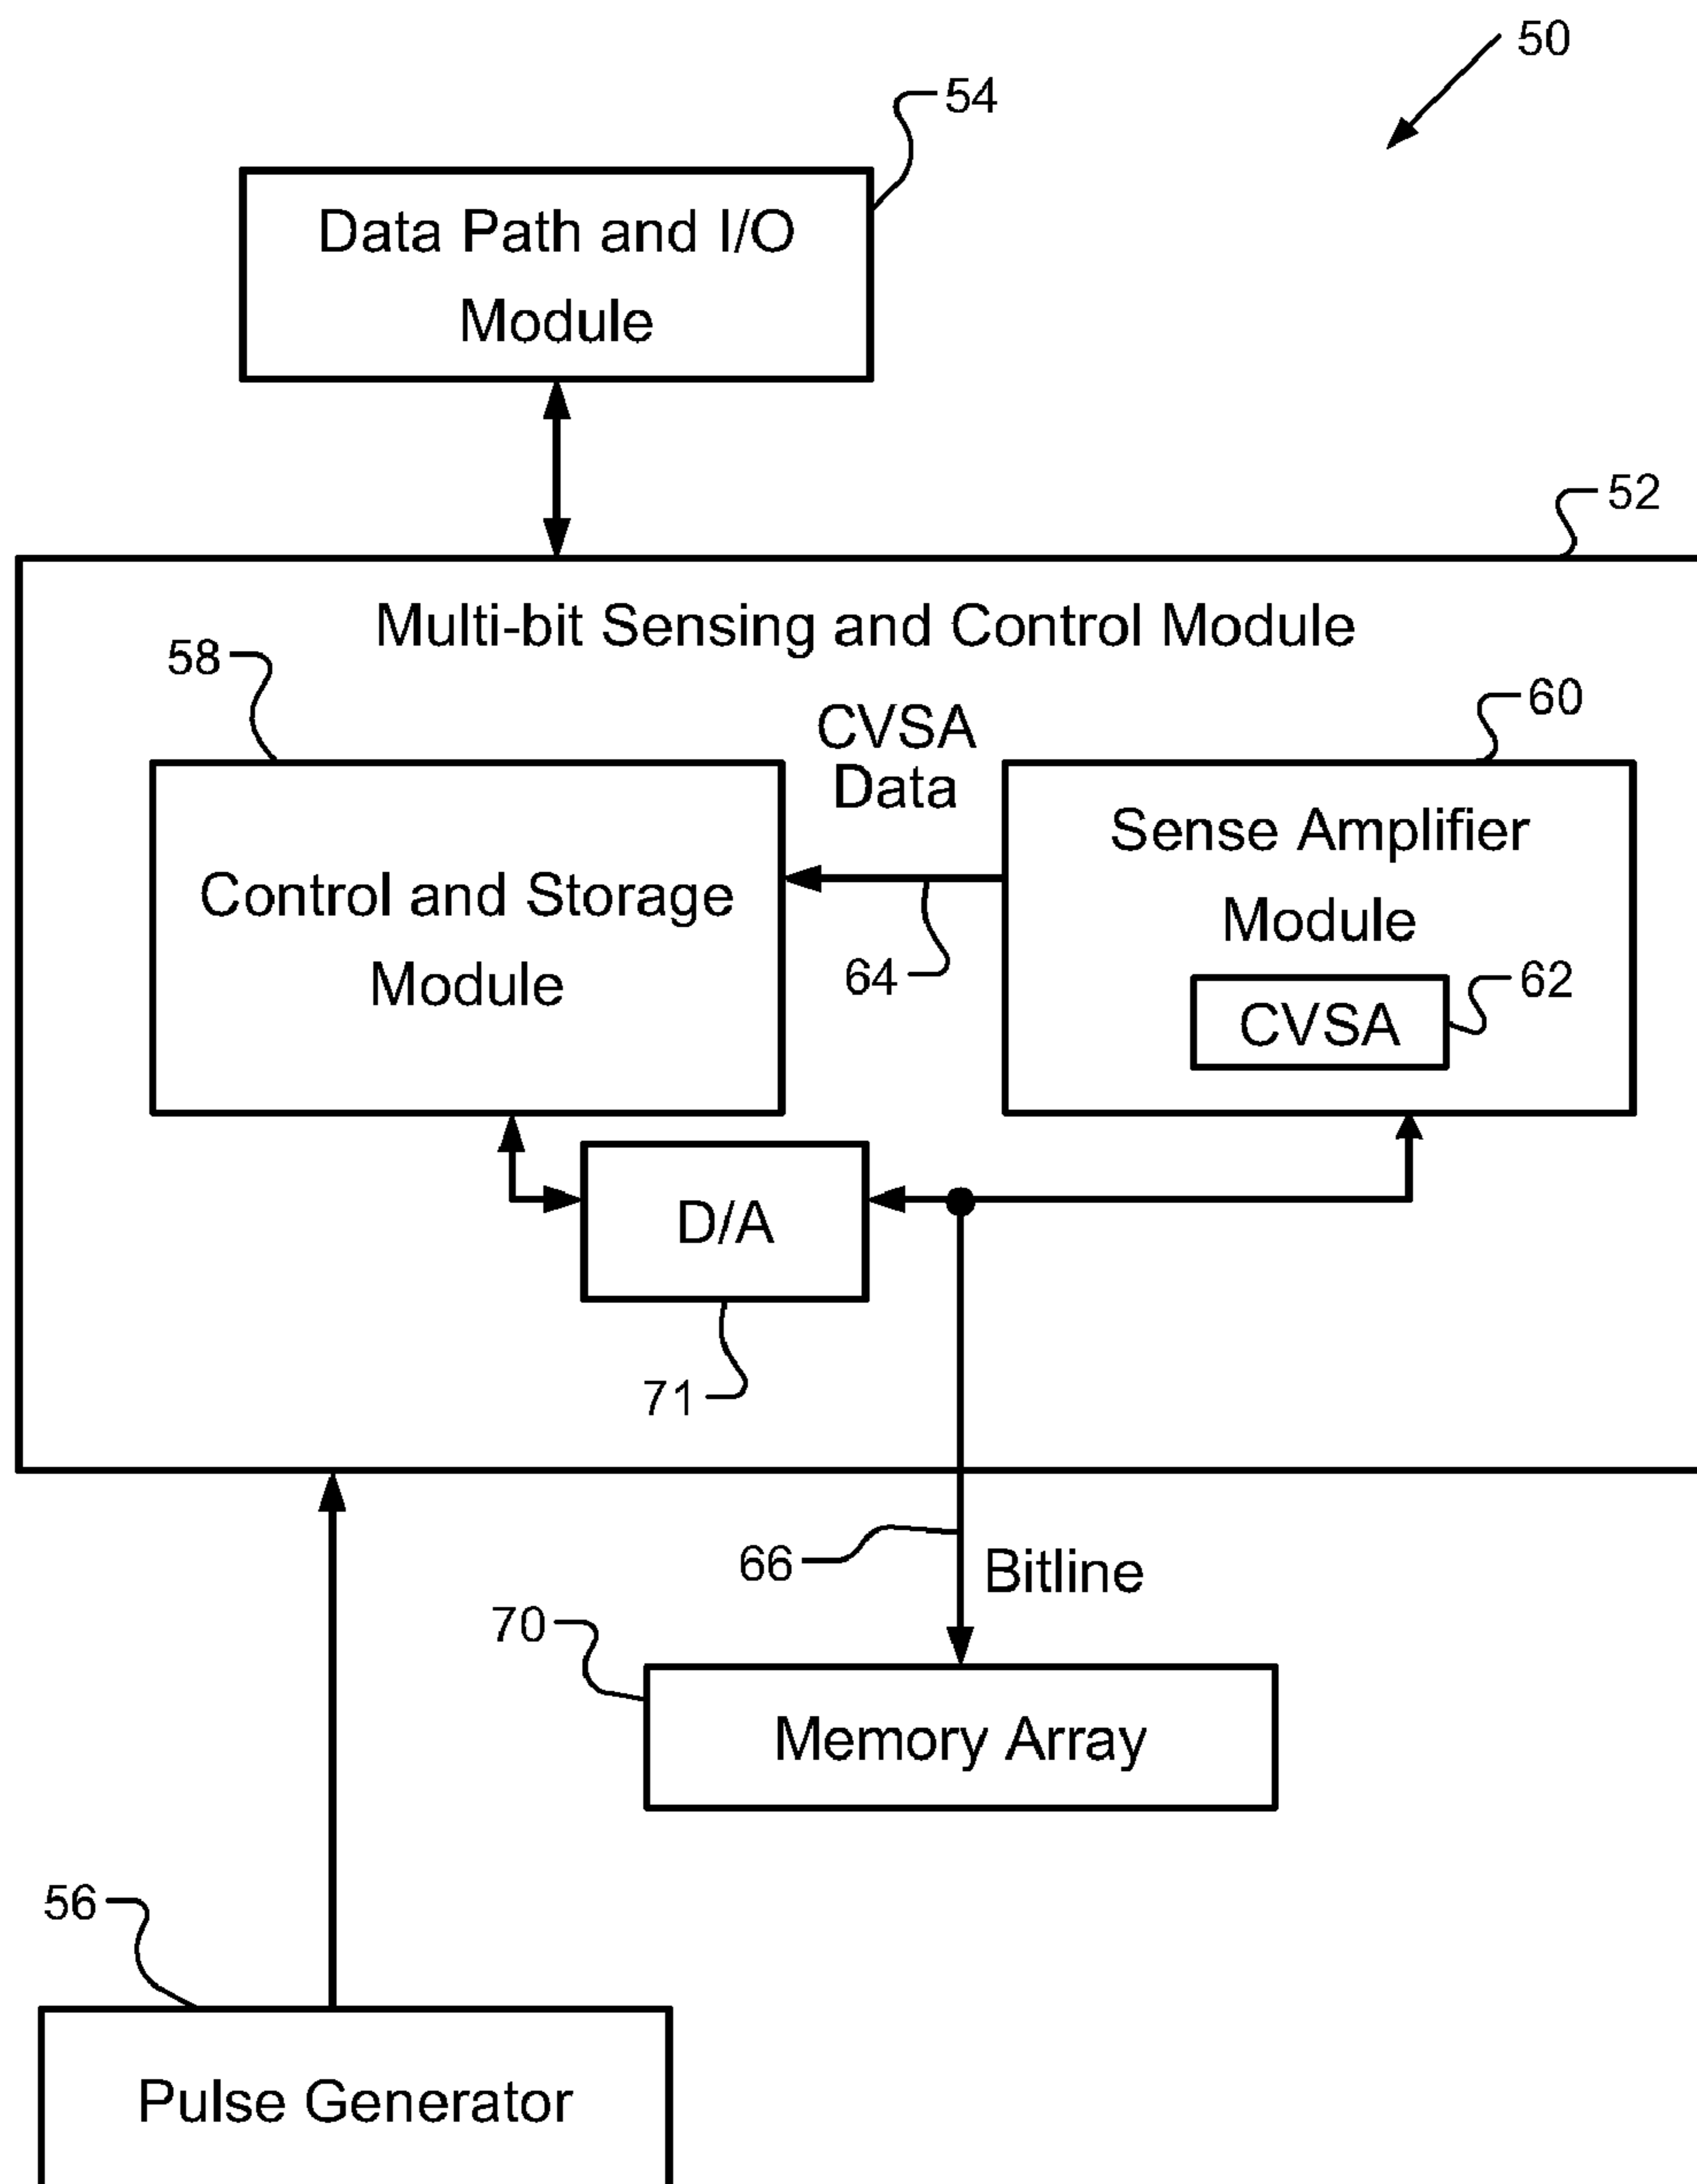 50
54
Data Path and I/O
Module
52
Multi-bit Sensing and Control Module
58
60
CVSA
Data
Sense Amplifier
Module
Control and Storage
Module
64
62
CVSA
D/A
71
66
Bitline
70
Memory Array
56
Pulse Generator